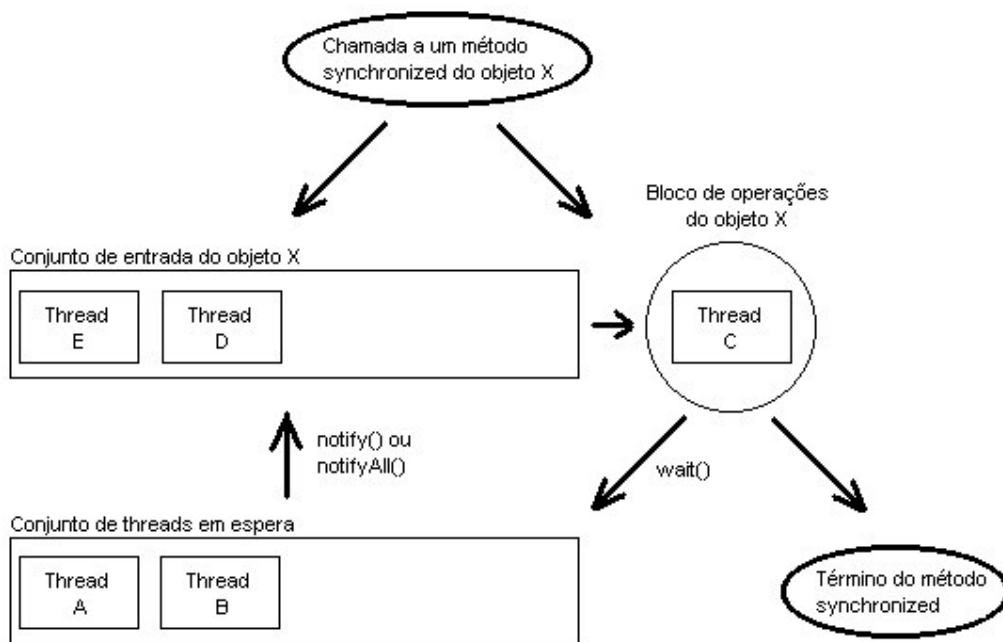 Chamada a um método
synchronized do objeto X
Bloco de operações
do objeto X
Conjunto de entrada do objeto X
Thread
E
Thread
D
Thread
C
notify() ou
notifyAll()
wait()
Conjunto de threads em espera
Thread
A
Thread
B
Término do método
synchronized